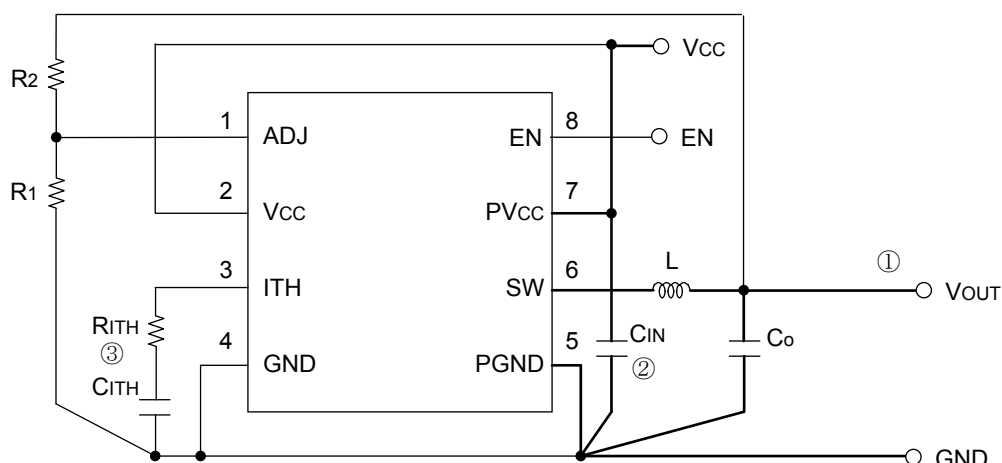 VCC
R2
1
ADJ
EN
8
EN
R1
2
VCC
PVCC
7
3
ITH
SW
6
L
①
VOUT
RITH
③
CITH
4
GND
PGND
5
CIN
②
Co
GND